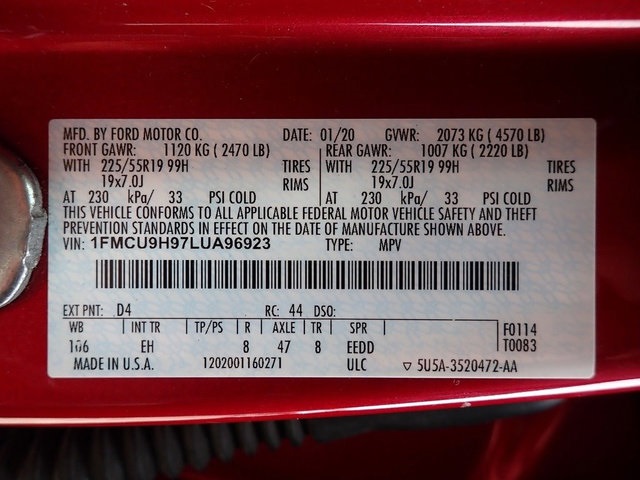 MFD. BY FORD MOTOR CO. DATE: 01/20 GVWR: 2073 KG ( 4570 LB)
FRONT GAWR: 1120 KG ( 2470 LB) REAR GAWR: 1007 KG ( 2220 LB)
WITH 225/55R19 99H TIRES WITH 225/55R19 99H TIRES
19x7.0J RIMS 19x7.0J RIMS
AT 230 kPa/ 33 PSI COLD AT 230 kPa/ 33 PSI COLD
THIS VEHICLE CONFORMS TO ALL APPLICABLE FEDERAL MOTOR VEHICLE SAFETY AND THEFT
PREVENTION STANDARDS IN EFFECT ON THE DATE OF MANUFACTURE SHOWN ABOVE.
VIN: 1FMCU9H97LUA96923 TYPE: MPV
EXT PNT: D4 RC: 44 DSO:
WB INT TR TP/PS R AXLE TR SPR F0114
106 EH 8 47 8 EEDD T0083
MADE IN U.S.A. 1202001160271 ULC ▽ 5U5A-3520472-AA